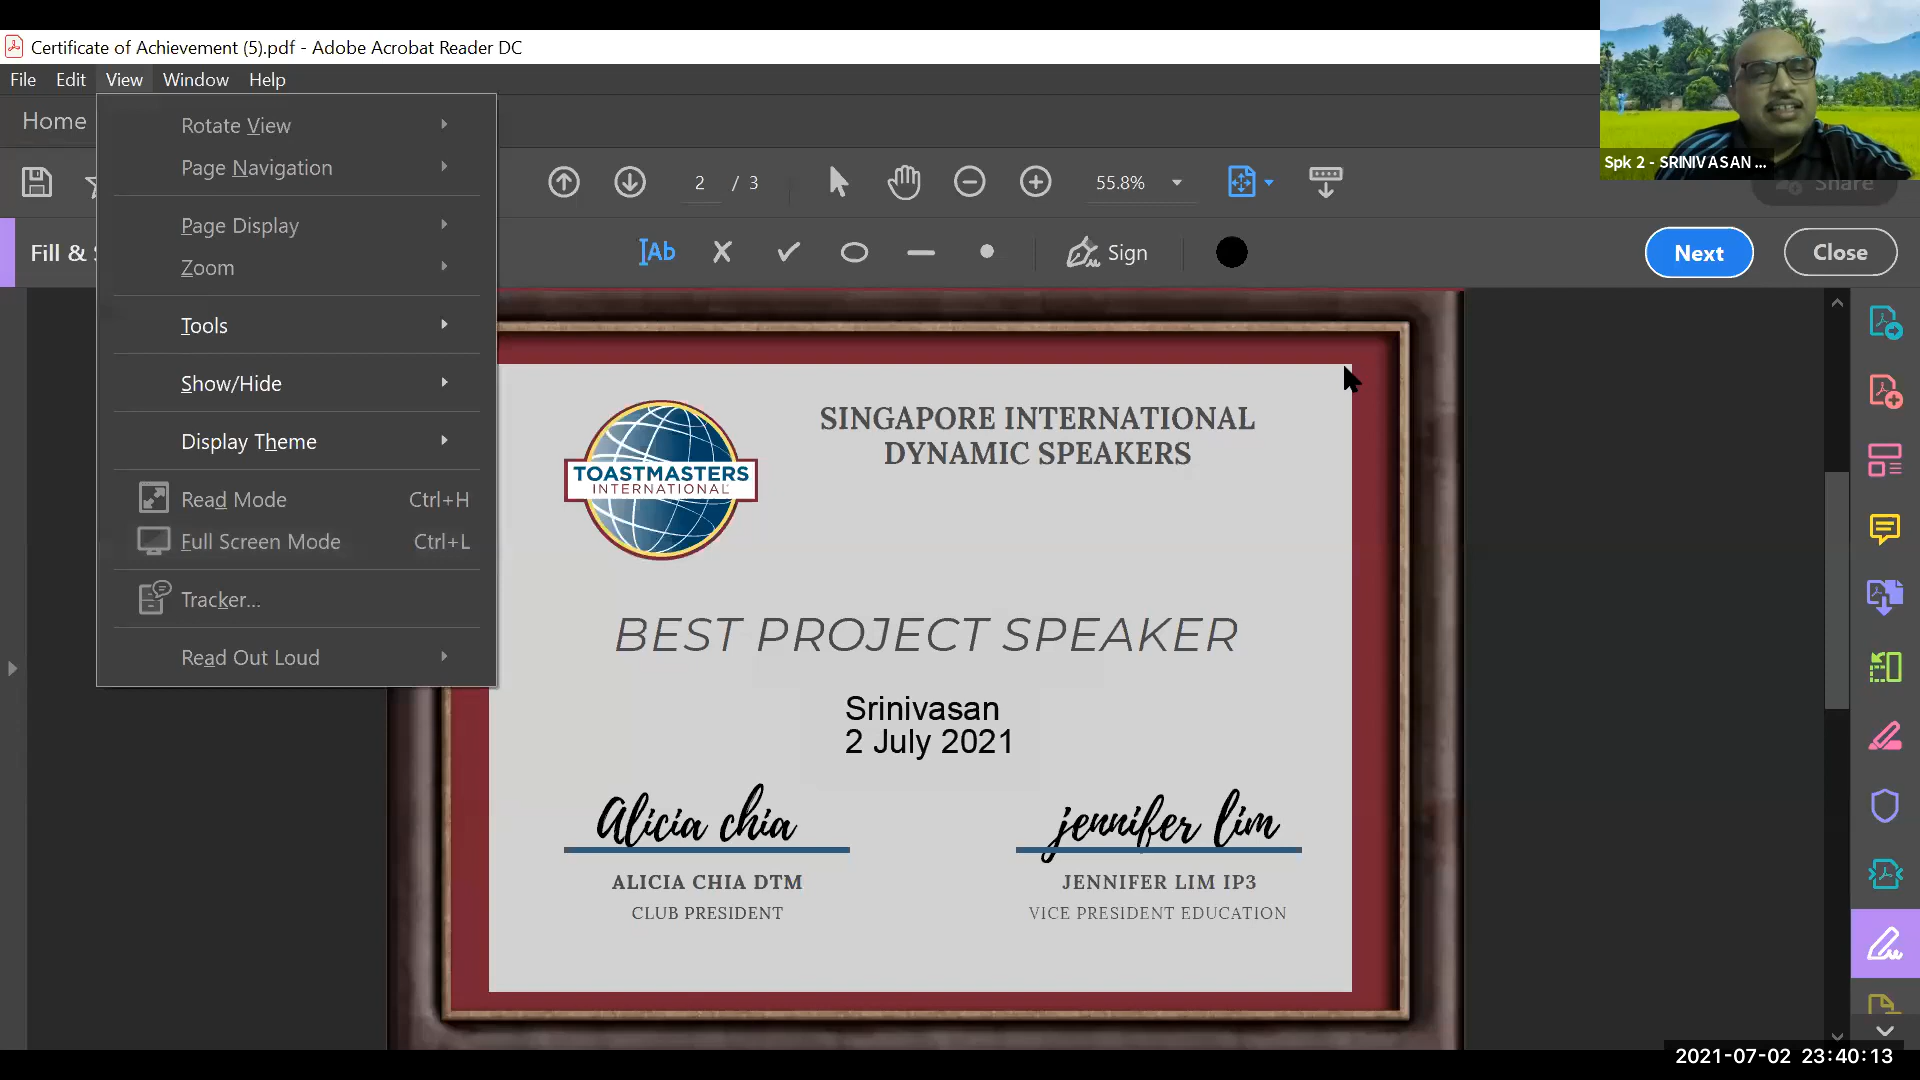 Certificate of Achievement (5).pdf - Adobe Acrobat Reader DC
File Edit View Window Help
Home
Rotate View
Page Navigation
Page Display
Zoom
Tools
Show/Hide
Display Theme
Read Mode Ctrl+H
Full Screen Mode Ctrl+L
Tracker...
Read Out Loud
2 / 3
55.8%
Share
Spk 2 - SRINIVASAN ...
Fill &
Ab
Sign
Next
Close
TOASTMASTERS
INTERNATIONAL
SINGAPORE INTERNATIONAL
DYNAMIC SPEAKERS
BEST PROJECT SPEAKER
Srinivasan
2 July 2021
Alicia chia
jennifer lim
ALICIA CHIA DTM
CLUB PRESIDENT
JENNIFER LIM IP3
VICE PRESIDENT EDUCATION
2021-07-02 23:40:13